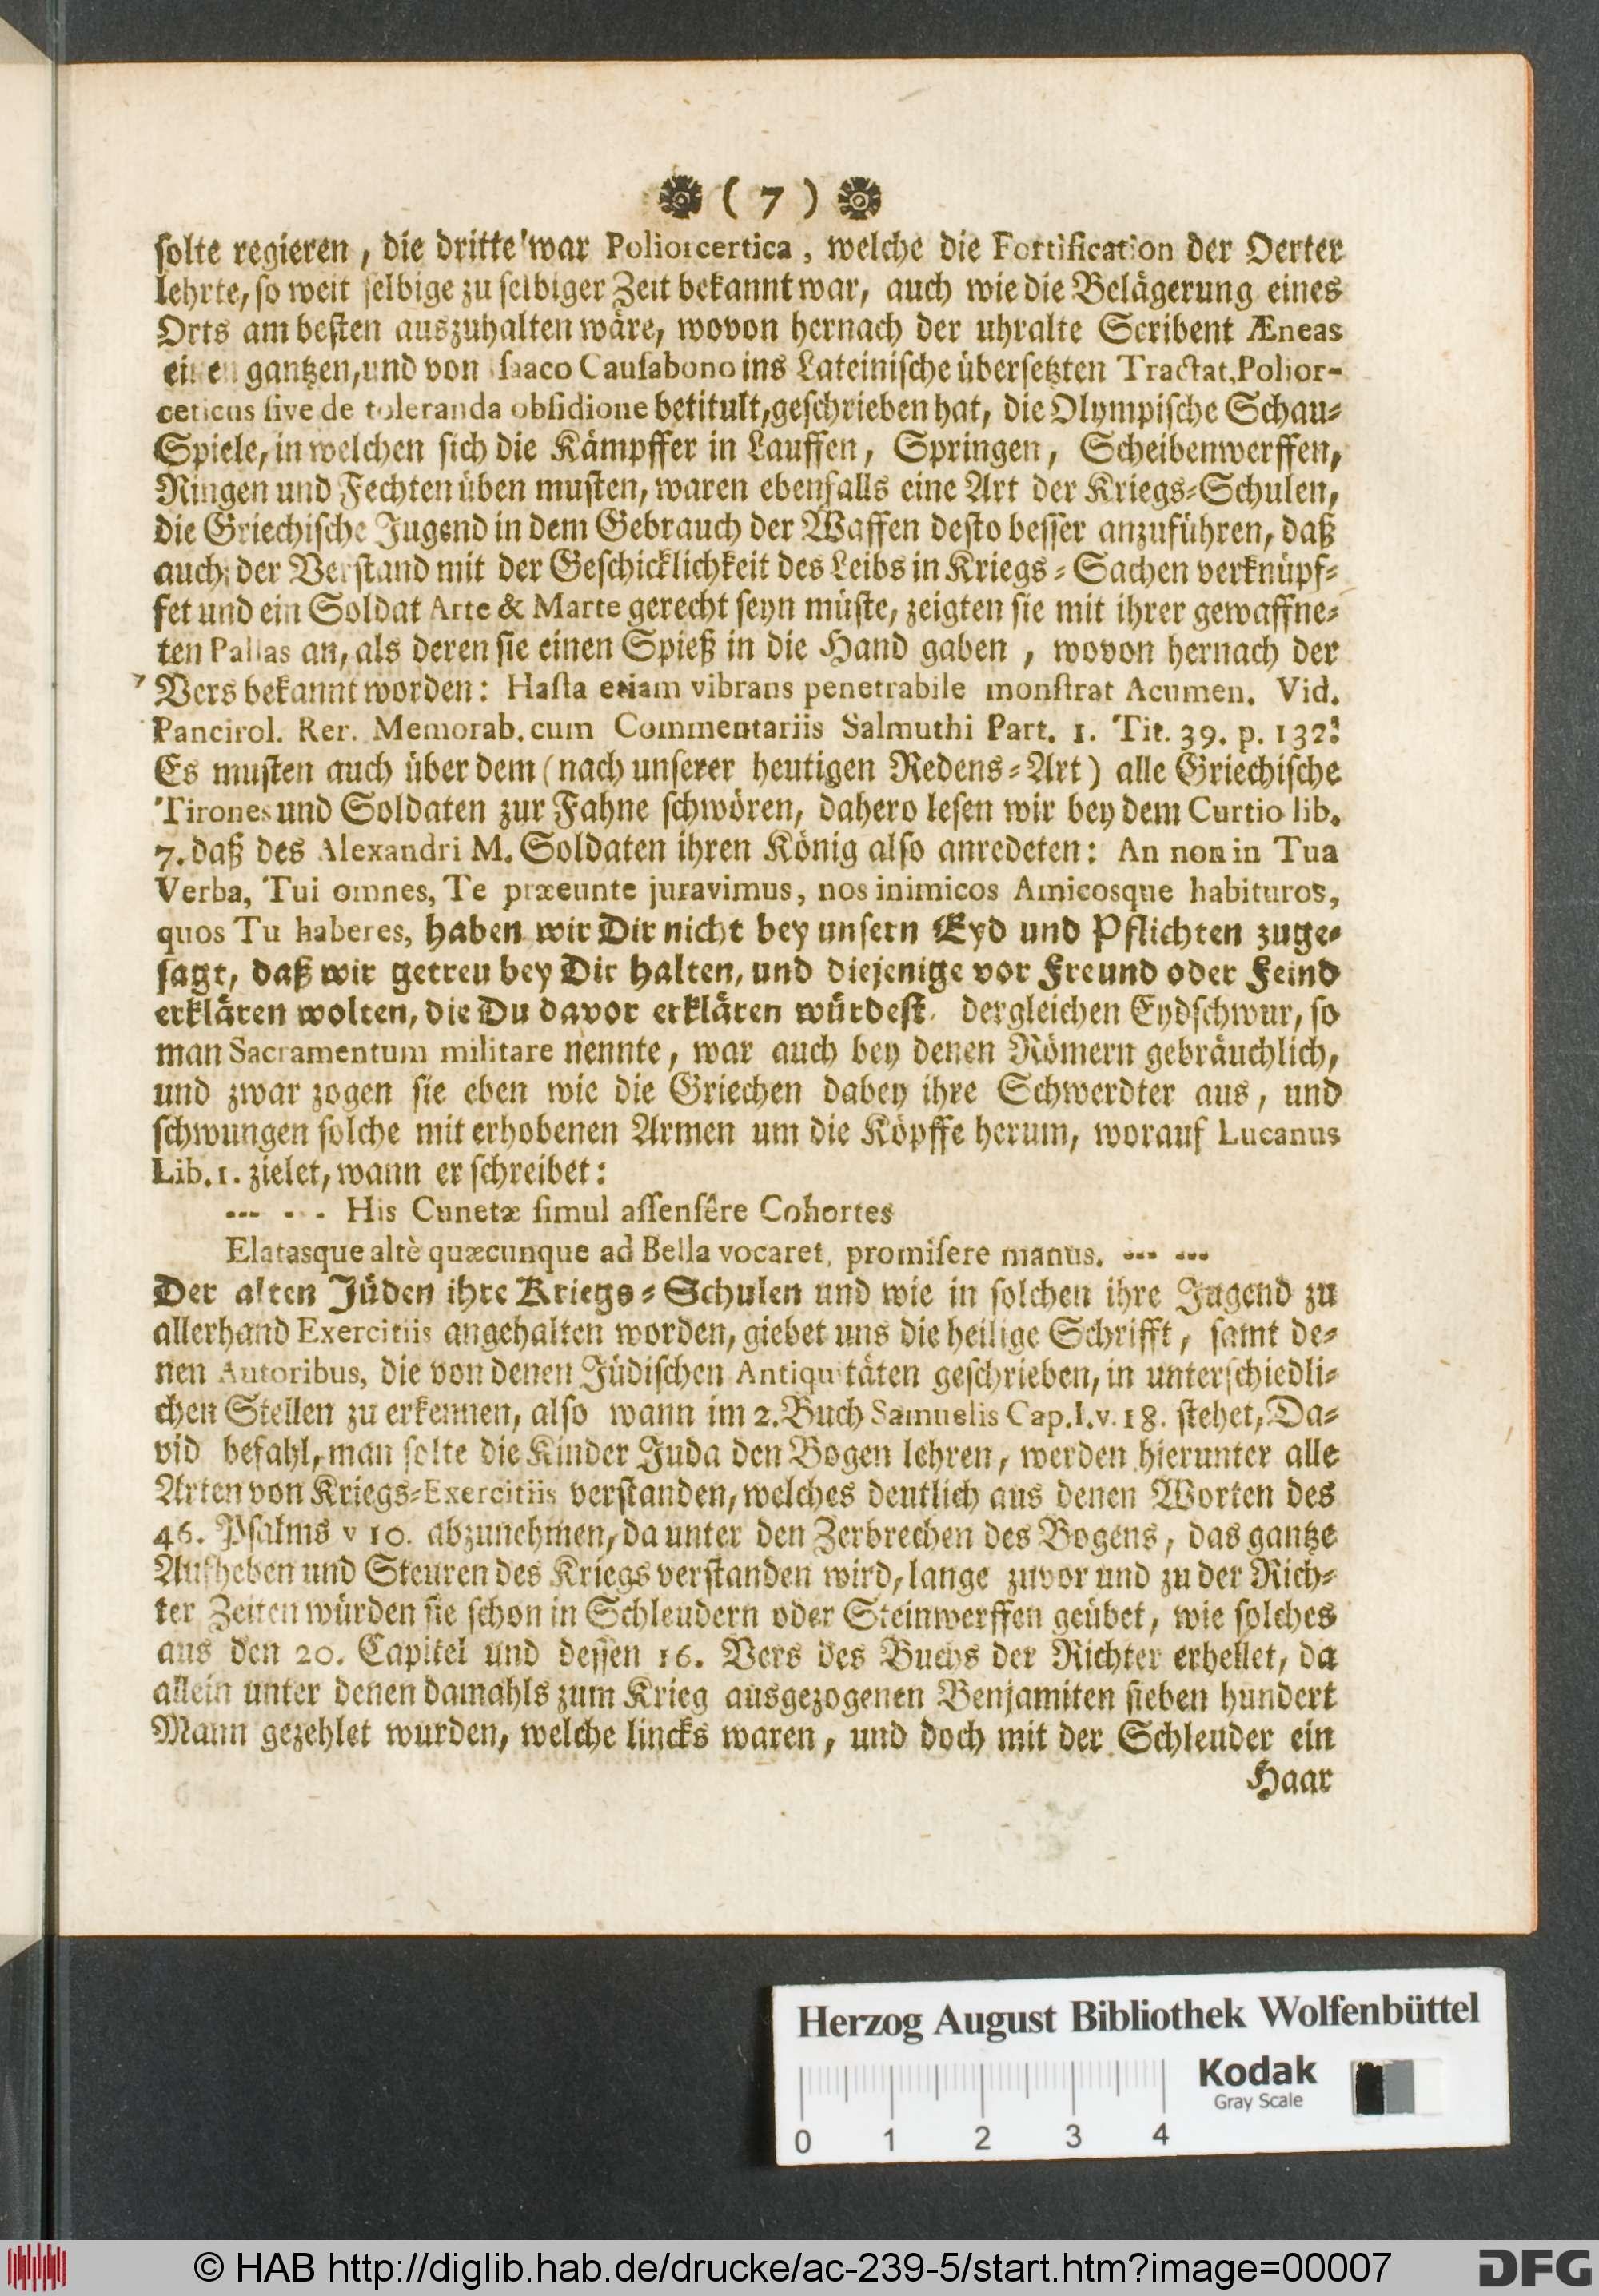 ( 7 )
solte regieren, die dritte war Poliorcertica, welche die Fortification der Oerter
lehrte, so weit selbige zu selbiger Zeit bekannt war, auch wie die Belägerung eines
Orts am besten auszuhalten wäre, wovon hernach der uhralte Scribent Æneas
einen gantzen, und von Isaaco Causabono ins Lateinische übersetzten Tractat, Polior-
ceticus sive de toleranda obsidione betitult, geschrieben hat, die Olympische Schau-
Spiele, in welchen sich die Kämpffer in Lauffen, Springen, Scheibenwerffen,
Ringen und Fechten üben musten, waren ebenfalls eine Art der Kriegs-Schulen,
die Griechische Jugend in dem Gebrauch der Waffen desto besser anzuführen, daß
auch der Verstand mit der Geschicklichkeit des Leibs in Kriegs-Sachen verknüpf-
fet und ein Soldat Arte & Marte gerecht seyn müste, zeigten sie mit ihrer gewaffne-
ten Pallas an, als deren sie einen Spieß in die Hand gaben, wovon hernach der
Vers bekannt worden: Hasta etiam vibrans penetrabile monstrat Acumen. Vid.
Pancirol. Rer. Memorab. cum Commentariis Salmuthi Part. 1. Tit. 39. p. 132.
Es musten auch über dem (nach unserer heutigen Redens-Art) alle Griechische
Tirones und Soldaten zur Fahne schwören, dahero lesen wir bey dem Curtio lib.
7. daß des Alexandri M. Soldaten ihren König also anredeten: An non in Tua
Verba, Tui omnes, Te præeunte juravimus, nos inimicos Amicosque habituros,
quos Tu haberes, haben wir Dir nicht bey unsern Eyd und Pflichten zuge-
sagt, daß wir getreu bey Dir halten, und diejenige vor Freund oder Feind
erklären wolten, die Du davor erklären würdest. dergleichen Eydschwur, so
man Sacramentum militare nennte, war auch bey denen Römern gebräuchlich,
und zwar zogen sie eben wie die Griechen dabey ihre Schwerdter aus, und
schwungen solche mit erhobenen Armen um die Köpffe herum, worauf Lucanus
Lib. 1. zielet, wann er schreibet:
--- - - His Cunetæ simul assensêre Cohortes
Elatasque altè quæcunque ad Bella vocaret, promisere manus. --- ---
Der alten Jüden ihre Kriegs-Schulen und wie in solchen ihre Jugend zu
allerhand Exercitiis angehalten worden, giebet uns die heilige Schrifft, samt de-
nen Autoribus, die von denen Jüdischen Antiquitäten geschrieben, in unterschiedli-
chen Stellen zu erkennen, also wann im 2. Buch Samuelis Cap. I. v. 18. stehet, Da-
vid befahl, man solte die Kinder Juda den Bogen lehren, werden hierunter alle
Arten von Kriegs-Exercitiis verstanden, welches deutlich aus denen Worten des
46. Psalms v 10. abzunehmen, da unter den Zerbrechen des Bogens, das gantze
Aufheben und Steuren des Kriegs verstanden wird, lange zuvor und zu der Rich-
ter Zeiten würden sie schon in Schleudern oder Steinwerffen geübet, wie solches
aus den 20. Capitel und dessen 16. Vers des Buchs der Richter erhellet, da
allein unter denen damahls zum Krieg ausgezogenen Benjamiten sieben hundert
Mann gezehlet wurden, welche lincks waren, und doch mit der Schleuder ein
Haar
Herzog August Bibliothek Wolfenbüttel
Kodak
Gray Scale
0 1 2 3 4
© HAB http://diglib.hab.de/drucke/ac-239-5/start.htm?image=00007
DFG